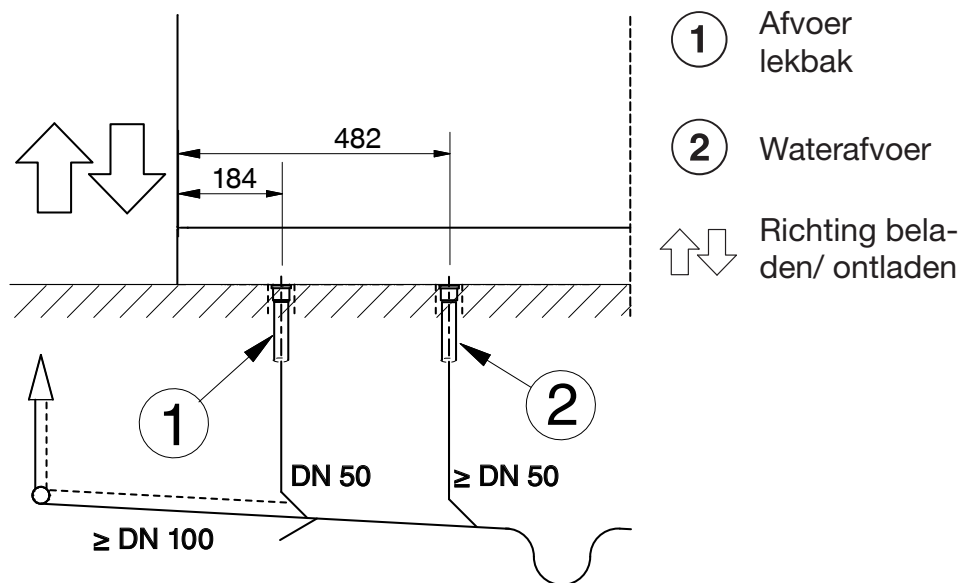 482
184
1
2
DN 50
≥ DN 50
≥ DN 100
1
Afvoer
lekbak
2
Waterafvoer
Richting bela-
den/ ontladen